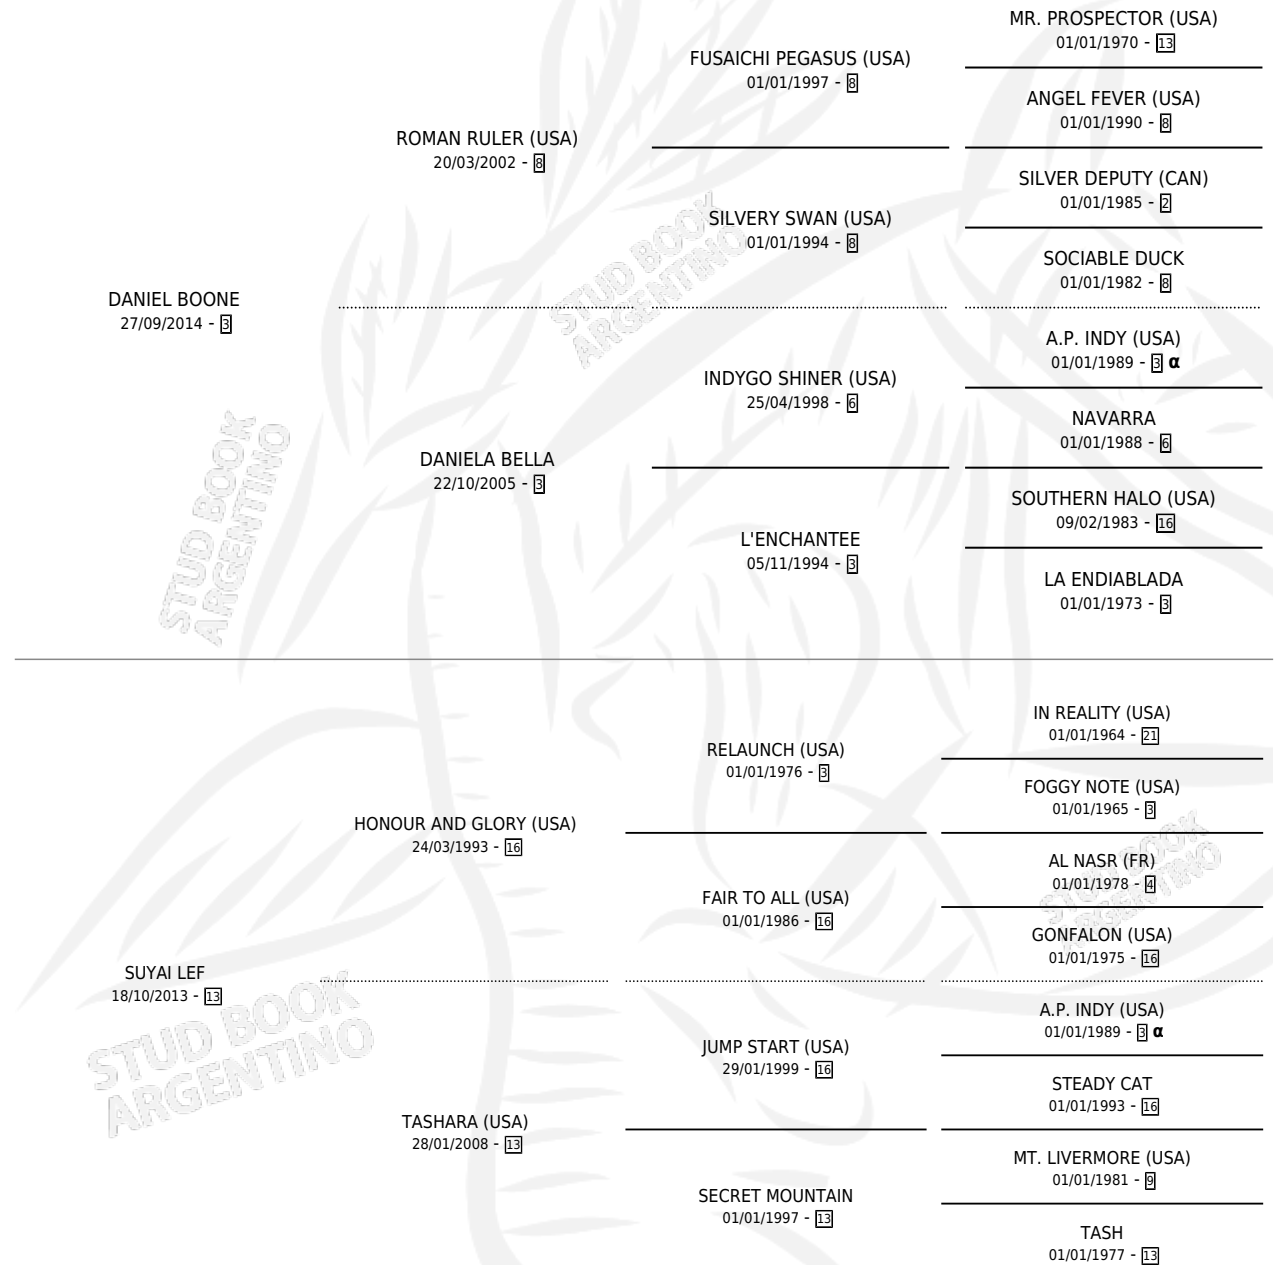 MR. PROSPECTOR (USA)
01/01/1970 - 13
FUSAICHI PEGASUS (USA)
01/01/1997 - 8
ANGEL FEVER (USA)
01/01/1990 - 8
ROMAN RULER (USA)
20/03/2002 - 8
SILVER DEPUTY (CAN)
01/01/1985 - 2
SILVERY SWAN (USA)
01/01/1994 - 8
SOCIABLE DUCK
01/01/1982 - 8
DANIEL BOONE
27/09/2014 - 3
A.P. INDY (USA)
01/01/1989 - 3 α
INDYGO SHINER (USA)
25/04/1998 - 6
NAVARRA
01/01/1988 - 6
DANIELA BELLA
22/10/2005 - 3
SOUTHERN HALO (USA)
09/02/1983 - 16
L'ENCHANTEE
05/11/1994 - 3
LA ENDIABLADA
01/01/1973 - 3
IN REALITY (USA)
01/01/1964 - 21
RELAUNCH (USA)
01/01/1976 - 3
FOGGY NOTE (USA)
01/01/1965 - 3
HONOUR AND GLORY (USA)
24/03/1993 - 16
AL NASR (FR)
01/01/1978 - 4
FAIR TO ALL (USA)
01/01/1986 - 16
GONFALON (USA)
01/01/1975 - 16
SUYAI LEF
18/10/2013 - 13
A.P. INDY (USA)
01/01/1989 - 3 α
JUMP START (USA)
29/01/1999 - 16
STEADY CAT
01/01/1993 - 16
TASHARA (USA)
28/01/2008 - 13
MT. LIVERMORE (USA)
01/01/1981 - 9
SECRET MOUNTAIN
01/01/1997 - 13
TASH
01/01/1977 - 13
STUD BOOK
ARGENTINO
STUD BOOK
ARGENTINO
STUD BOOK
ARGENTINO
STUD BOOK
ARGENTINO